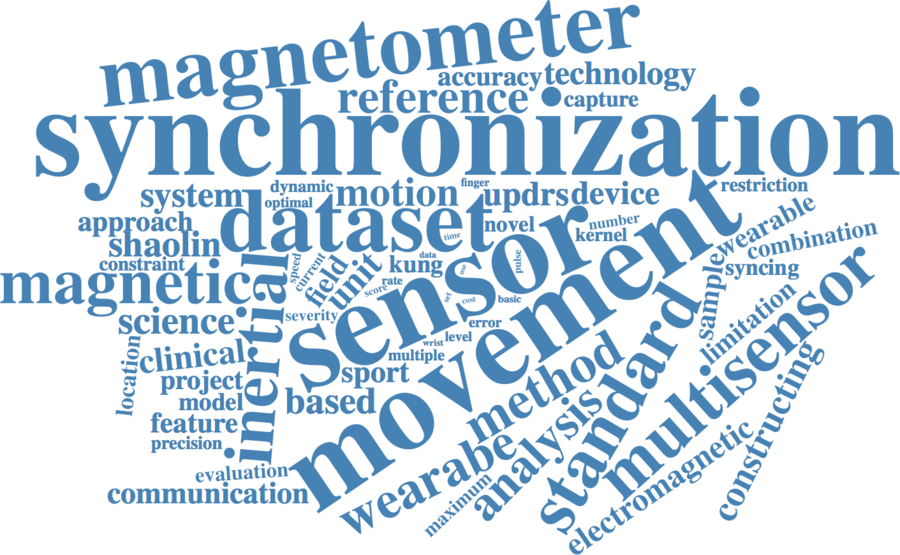 magnetometer
accuracy technology
reference capture
synchronization
system dynamic motion finger updrs device restriction
optimal
approach dataset novel number wearable
shaolin time kernel combination
constraint speed current field unit kung data use pulse sample syncing
magnetical inertial rate score set cost basic
sensor
movement
science severity error limitation multisensor
location clinical wrist level
multiple
project sport method standard
model based
feature analysis constructing
precision
evaluation wearabe
communication maximum electromagnetic